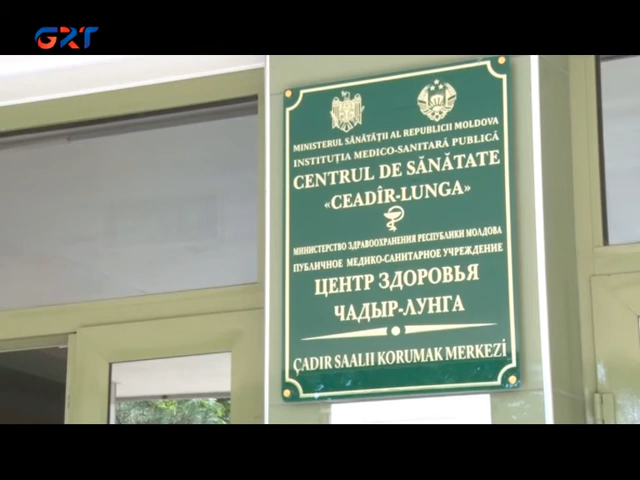 GRT
MINISTERUL SĂNĂTĂȚII AL REPUBLICII MOLDOVA
INSTITUȚIA MEDICO-SANITARĂ PUBLICĂ
CENTRUL DE SĂNĂTATE
«CEADÎR-LUNGA»
МИНИСТЕРСТВО ЗДРАВООХРАНЕНИЯ РЕСПУБЛИКИ МОЛДОВА
ПУБЛИЧНОЕ МЕДИКО-САНИТАРНОЕ УЧРЕЖДЕНИЕ
ЦЕНТР ЗДОРОВЬЯ
ЧАДЫР-ЛУНГА
ÇADIR SAALII KORUMAK MERKEZİ